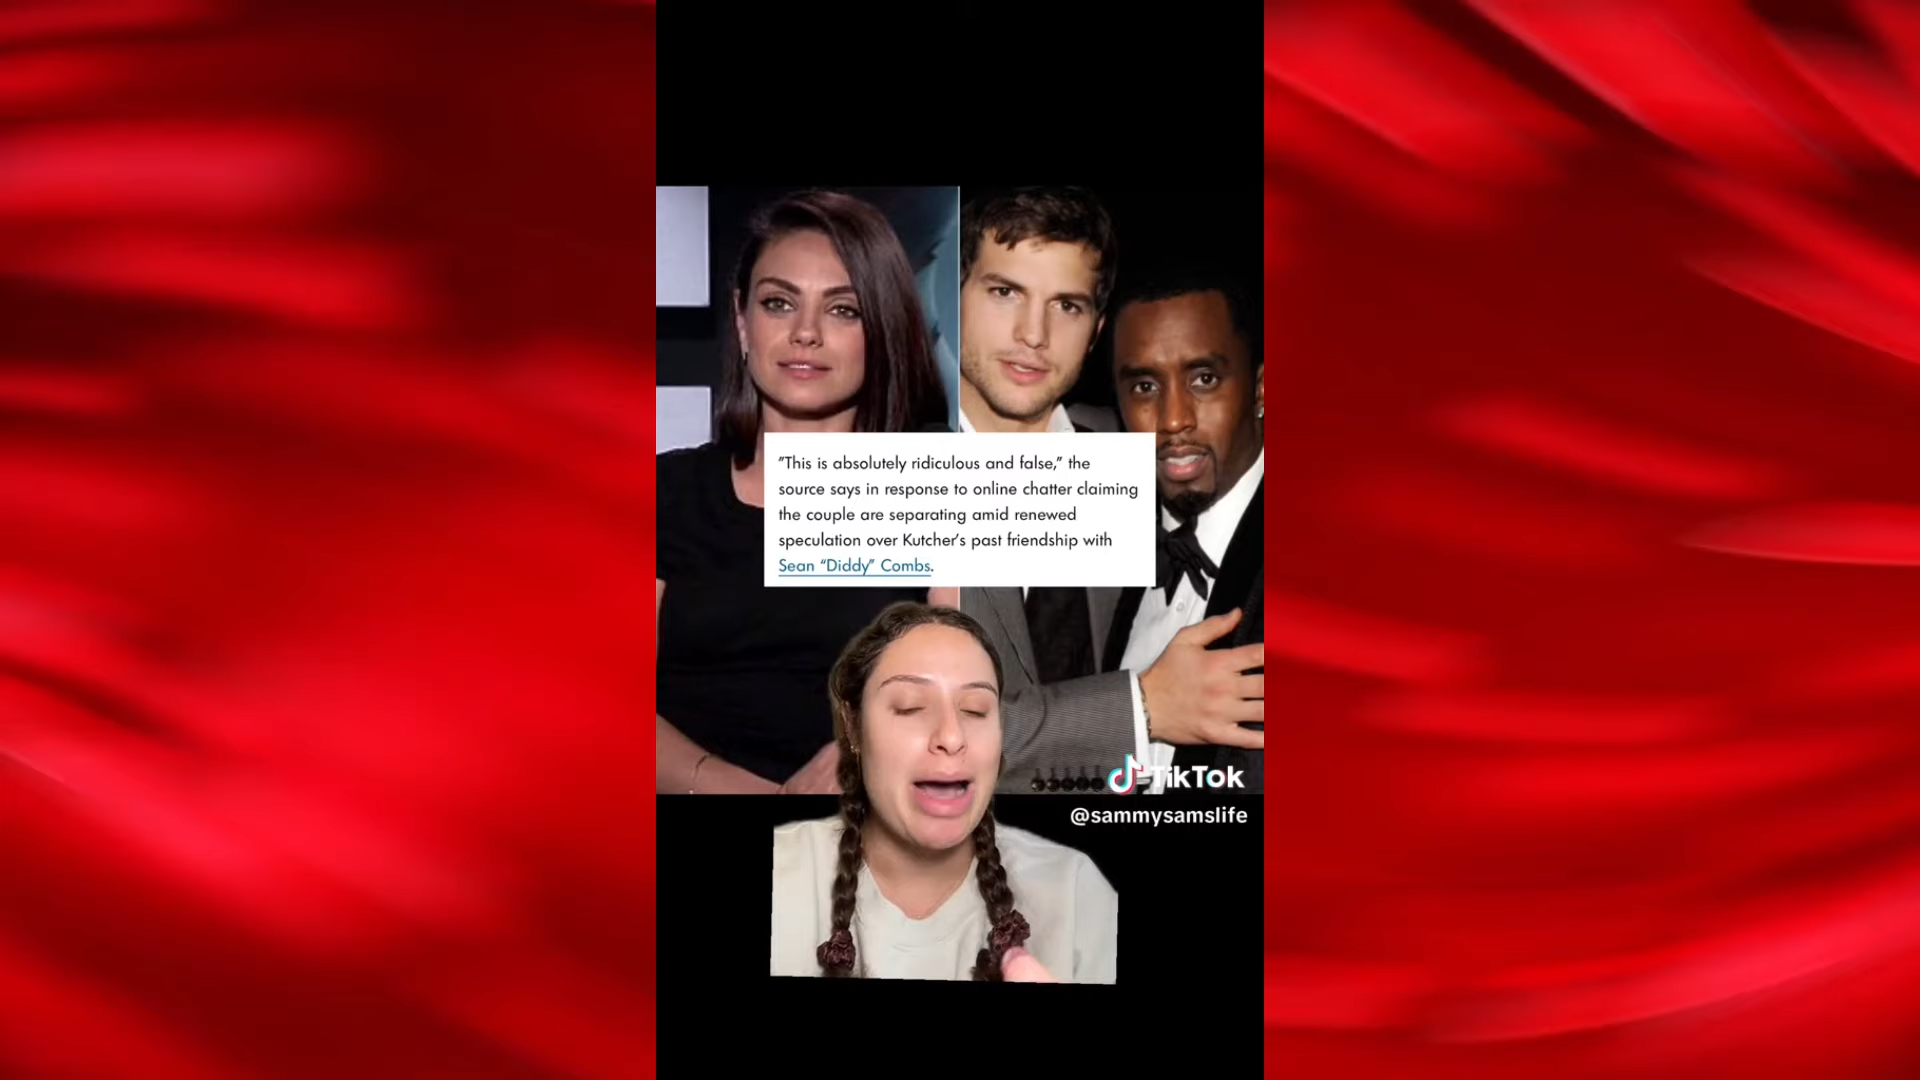 "This is absolutely ridiculous and false," the
source says in response to online chatter claiming
the couple are separating amid renewed
speculation over Kutcher's past friendship with
Sean "Diddy" Combs.
TikTok
@sammysamslife